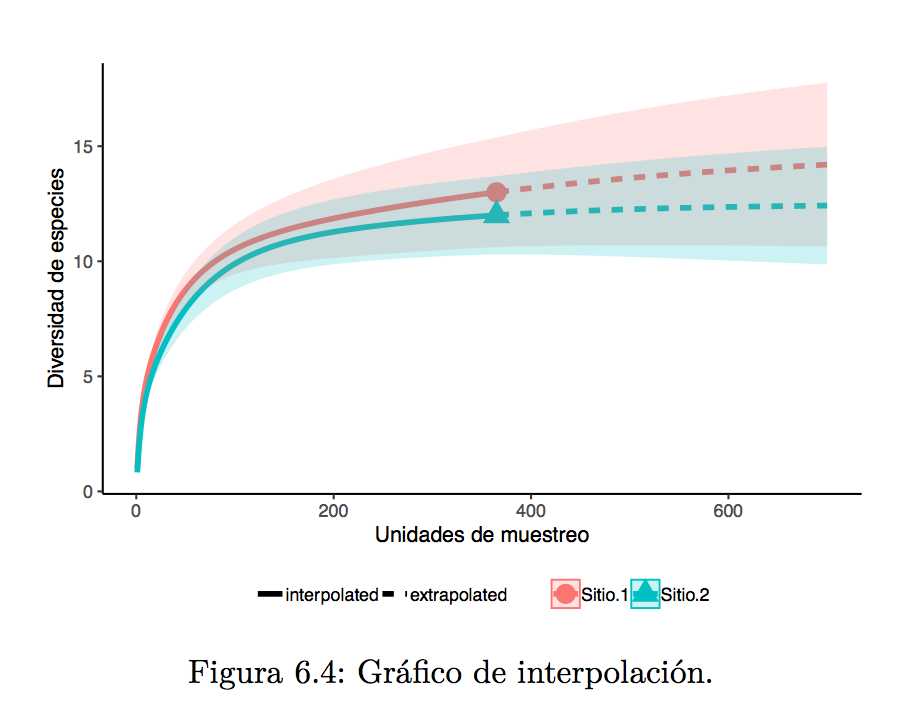 Diversidad de especies
15
10
5
0
0 200 400 600
Unidades de muestreo
interpolated extrapolated Sitio.1 Sitio.2
Figura 6.4: Gráfico de interpolación.